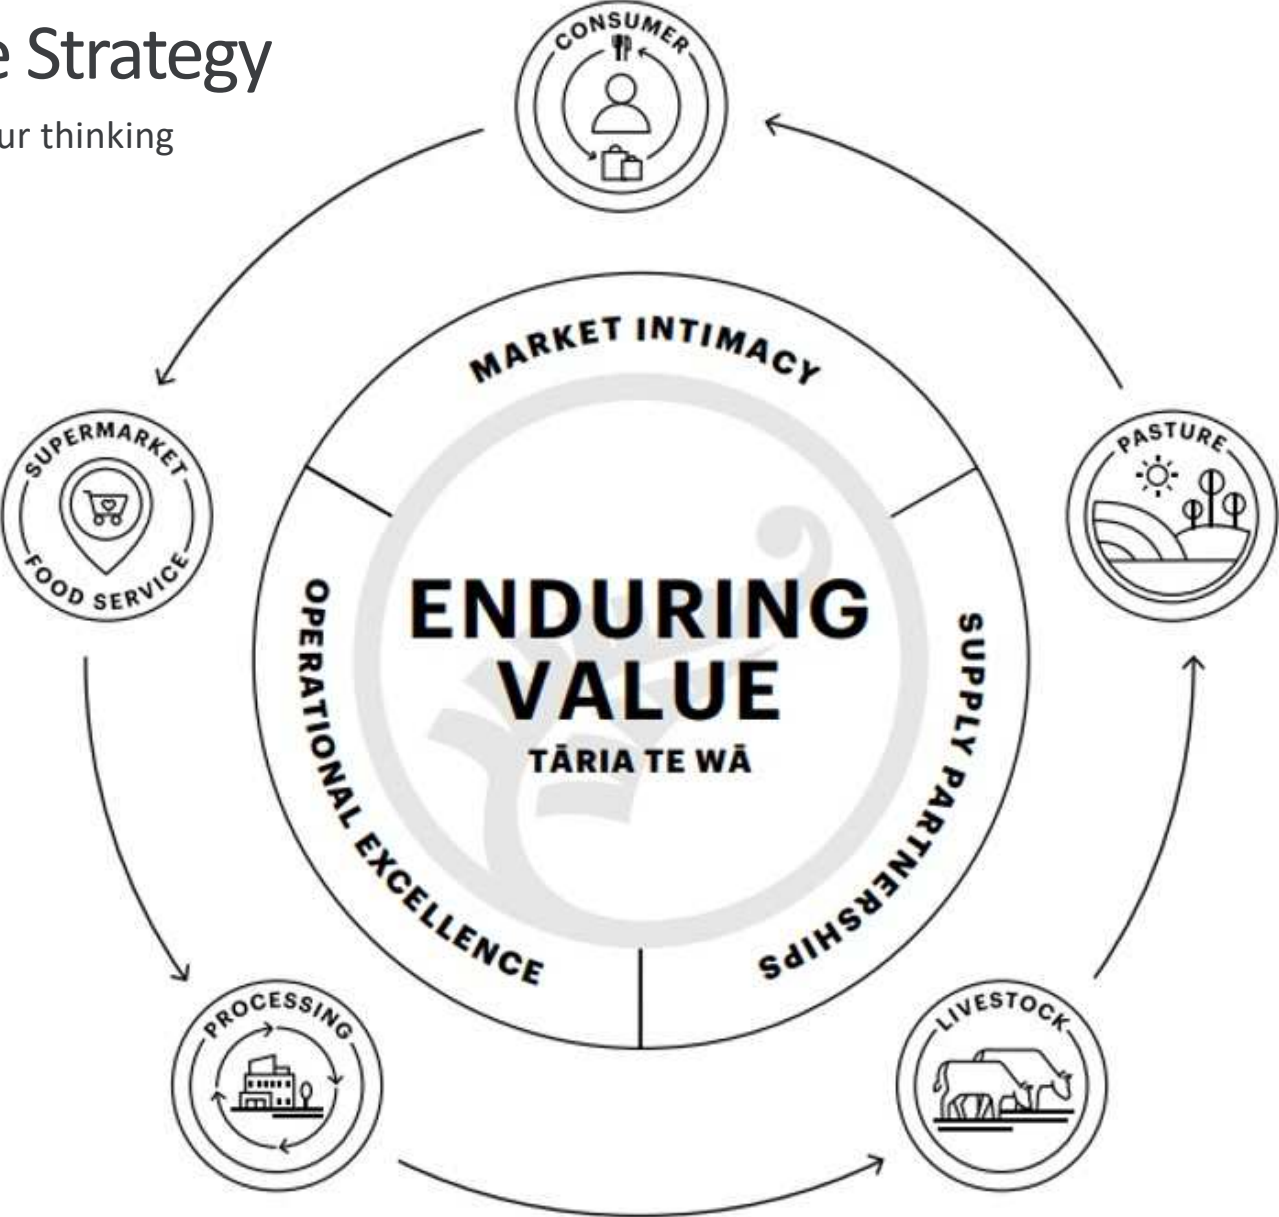 e Strategy
ur thinking
CONSUMER
MARKET INTIMACY
SUPERMARKET
FOOD SERVICE
PASTURE
ENDURING
VALUE
TĀRIA TE WĀ
OPERATIONAL EXCELLENCE
SUPPLY PARTNERSHIPS
PROCESSING
LIVESTOCK